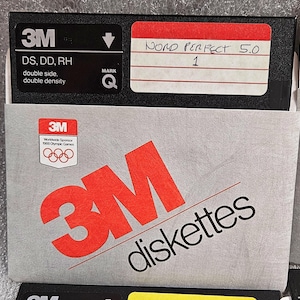 3M
DS, DD, RH
double side,
double density
MARK
Q
WORD PERFECT 5.0
1
3M
Worldwide Sponsor
1988 Olympic Games
3M
diskettes
3M